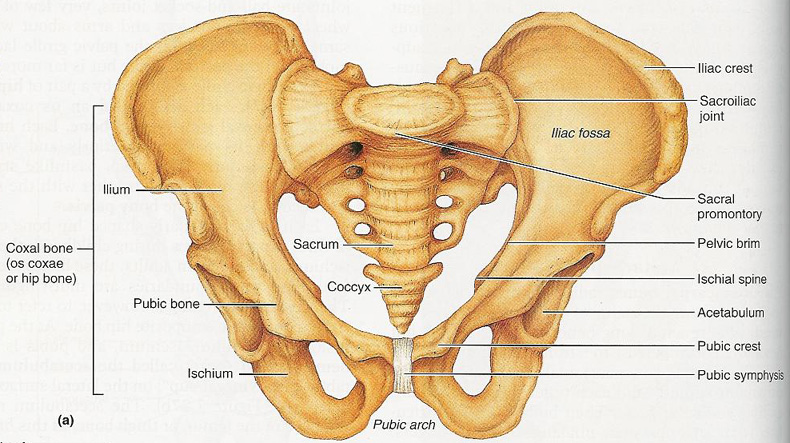 Iliac crest
Sacroiliac
joint
Iliac fossa
Ilium
Sacral
promontory
Coxal bone
(os coxae
or hip bone)
Sacrum
Pelvic brim
Coccyx
Ischial spine
Pubic bone
Acetabulum
Pubic crest
Ischium
Pubic symphysis
(a)
Pubic arch